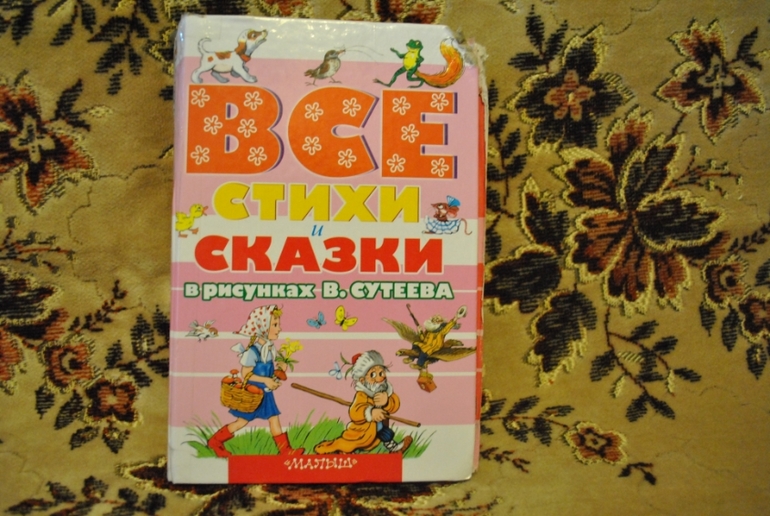 ВСЕ
СТИХИ
и
СКАЗКИ
в рисунках В. СУТЕЕВА
«МАЛЫШ»